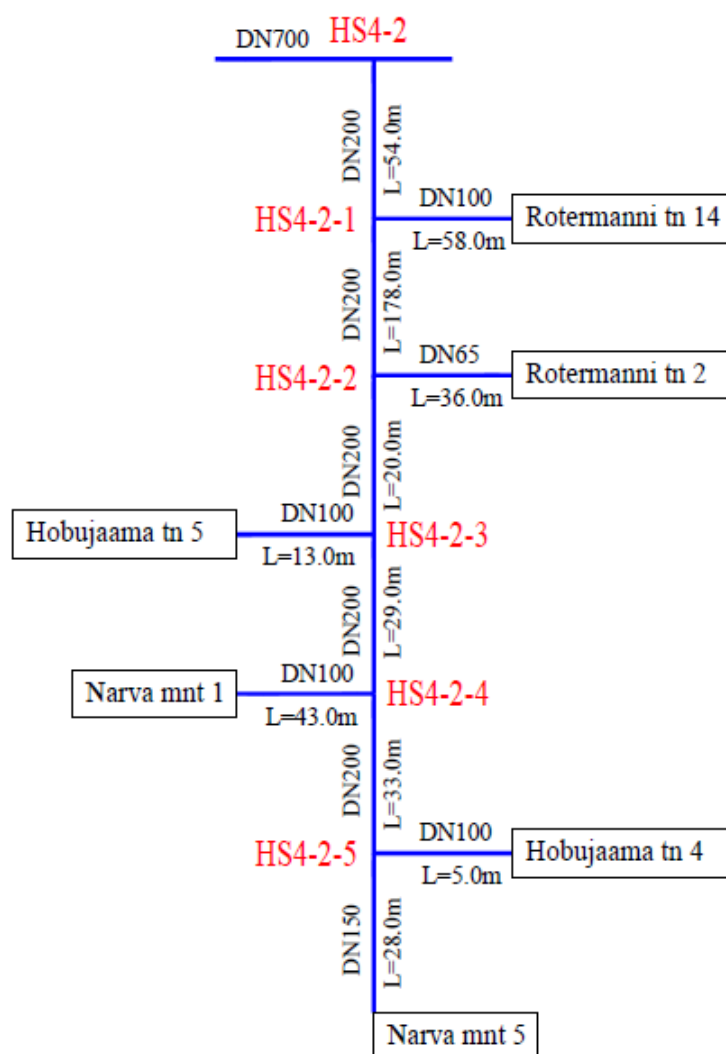 HS4-2
DN700
DN200
L=54.0m
DN100
HS4-2-1
Rotermanni tn 14
L=58.0m
DN200
L=178.0m
DN65
HS4-2-2
Rotermanni tn 2
L=36.0m
DN200
L=20.0m
DN100
Hobujaama tn 5
HS4-2-3
L=13.0m
DN200
L=29.0m
DN100
Narva mnt 1
HS4-2-4
L=43.0m
DN200
L=33.0m
DN100
HS4-2-5
Hobujaama tn 4
L=5.0m
DN150
L=28.0m
Narva mnt 5